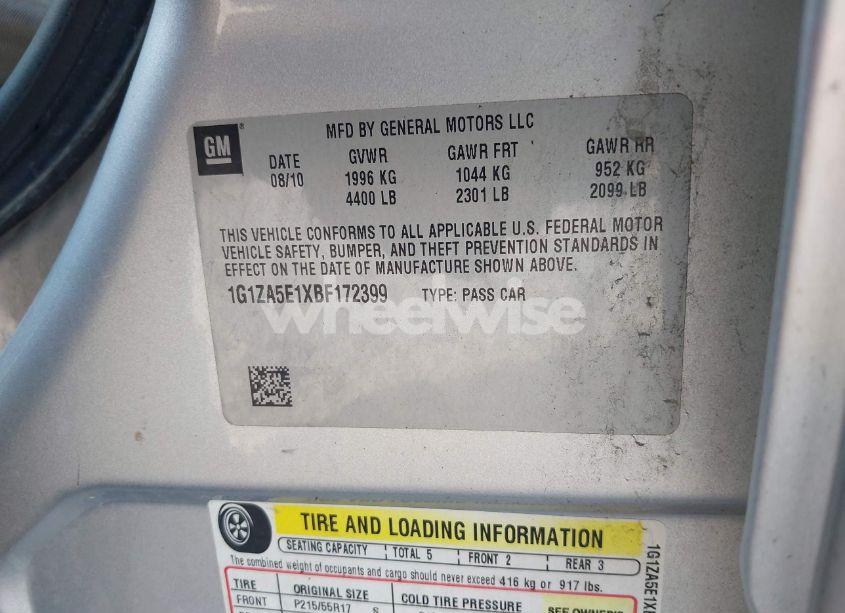 GM
MFD BY GENERAL MOTORS LLC
DATE GVWR GAWR FRT GAWR RR
08/10 1996 KG 1044 KG 952 KG
4400 LB 2301 LB 2099 LB
THIS VEHICLE CONFORMS TO ALL APPLICABLE U.S. FEDERAL MOTOR
VEHICLE SAFETY, BUMPER, AND THEFT PREVENTION STANDARDS IN
EFFECT ON THE DATE OF MANUFACTURE SHOWN ABOVE.
1G1ZA5E1XBF172399 TYPE: PASS CAR
wheelwise
TIRE AND LOADING INFORMATION
SEATING CAPACITY TOTAL 5 FRONT 2 REAR 3
The combined weight of occupants and cargo should never exceed 416 kg or 917 lbs.
TIRE ORIGINAL SIZE COLD TIRE PRESSURE
SEE OWNER'S
FRONT P215/55R17 S
1G1ZA5E1X